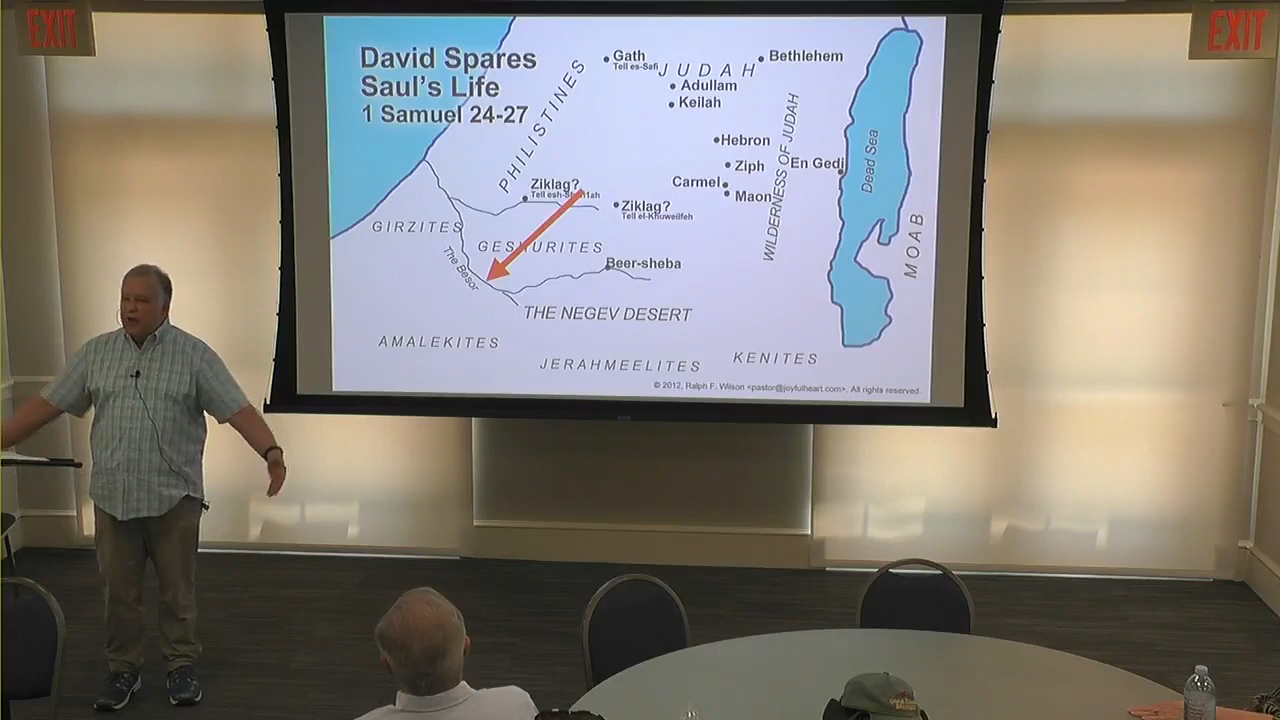 EXIT
EXIT
David Spares
Saul's Life
1 Samuel 24-27
Gath
Tell es-Safi
JUDAH
Bethlehem
Adullam
Keilah
PHILISTINES
Hebron
WILDERNESS OF JUDAH
Ziph
En Gedi
Dead Sea
Carmel
Maon
Ziklag?
Ziklag?
Tell el-Khuweilfeh
GIRZITES
GESHURITES
MOAB
The Besor
Beer-sheba
THE NEGEV DESERT
AMALEKITES
JERAHMEELITES
KENITES
© 2012, Ralph F. Wilson <pastor@joyfulheart.com>. All rights reserved.